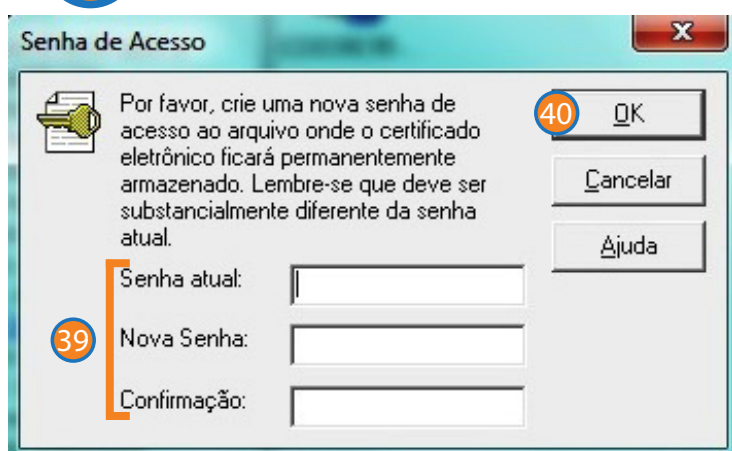 Senha de Acesso
X
Por favor, crie uma nova senha de
acesso ao arquivo onde o certificado
eletrônico ficará permanentemente
armazenado. Lembre-se que deve ser
substancialmente diferente da senha
atual.
40 OK
Cancelar
Ajuda
39
Senha atual:
Nova Senha:
Confirmação: